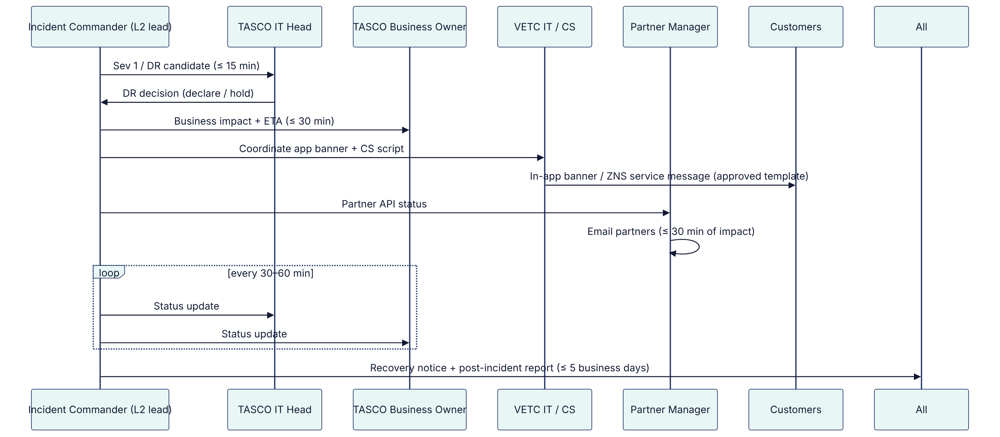 Incident Commander (L2 lead)
TASCO IT Head
TASCO Business Owner
VETC IT / CS
Partner Manager
Customers
All
Sev 1 / DR candidate (≤ 15 min)
DR decision (declare / hold)
Business impact + ETA (≤ 30 min)
Coordinate app banner + CS script
In-app banner / ZNS service message (approved template)
Partner API status
Email partners (≤ 30 min of impact)
loop
[every 30–60 min]
Status update
Status update
Recovery notice + post-incident report (≤ 5 business days)
Incident Commander (L2 lead)
TASCO IT Head
TASCO Business Owner
VETC IT / CS
Partner Manager
Customers
All